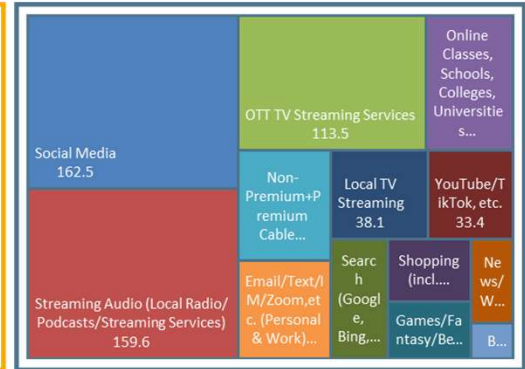 Social Media
162.5
Streaming Audio (Local Radio/
Podcasts/Streaming Services)
159.6
OTT TV Streaming Services
113.5
Online
Classes,
Schools,
Colleges,
Universitie
s...
Non-
Premium+P
remium
Cable...
Local TV
Streaming
38.1
YouTube/T
ikTok, etc.
33.4
Email/Text/I
M/Zoom,et
c. (Personal
& Work)...
Searc
h
(Googl
e,
Bing,...
Shopping
(incl....
Games/Fa
ntasy/Be...
Ne
ws/
W...
B...